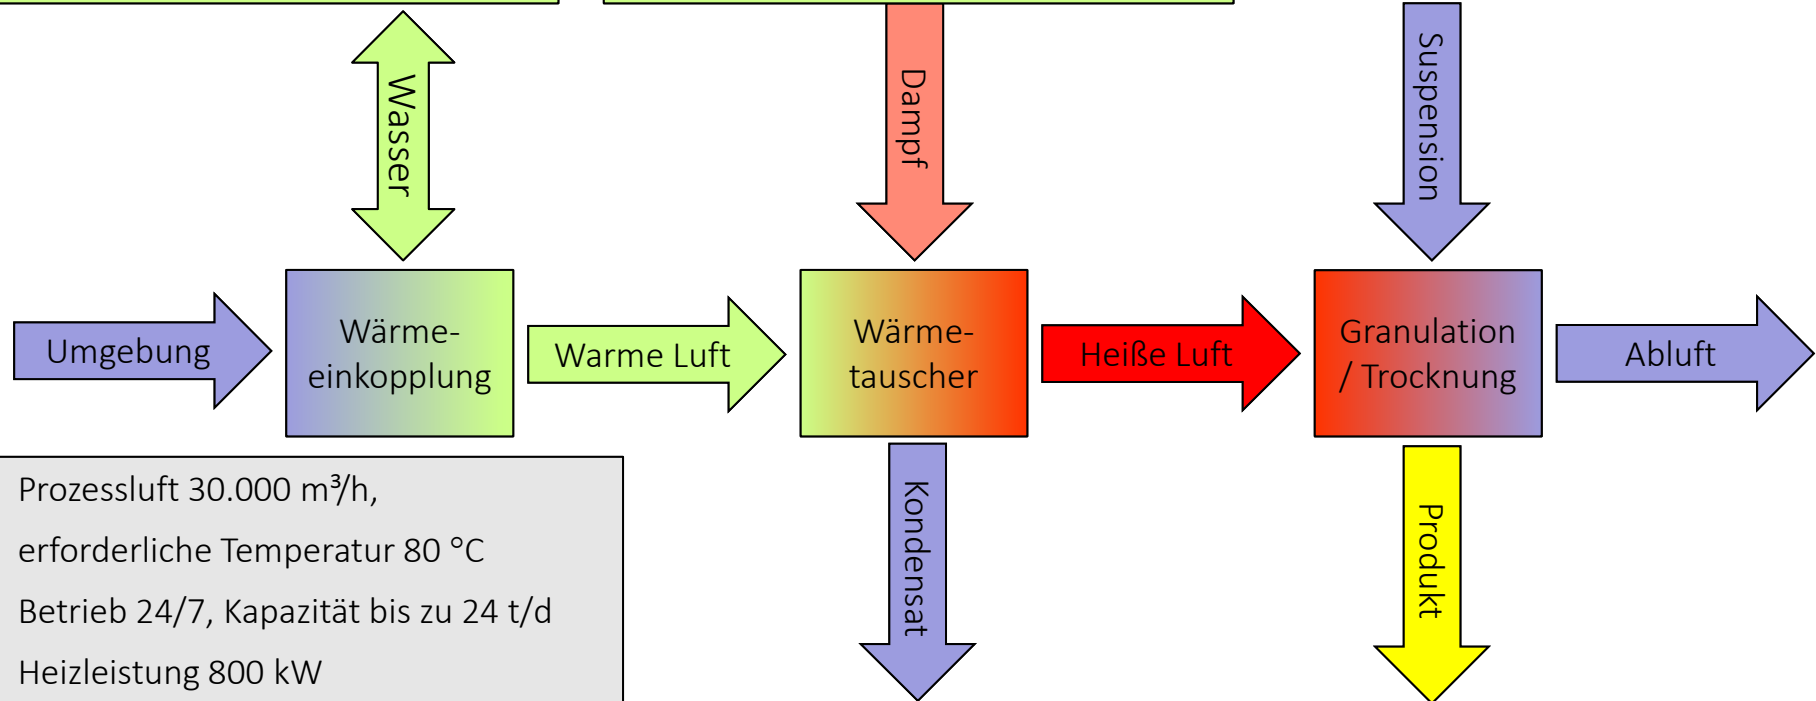 Wasser
Dampf
Suspension
Umgebung
Wärme-
einkopplung
Warme Luft
Wärme-
tauscher
Heiße Luft
Granulation
/ Trocknung
Abluft
Prozessluft 30.000 m³/h,
erforderliche Temperatur 80 °C
Betrieb 24/7, Kapazität bis zu 24 t/d
Heizleistung 800 kW
Kondensat
Produkt